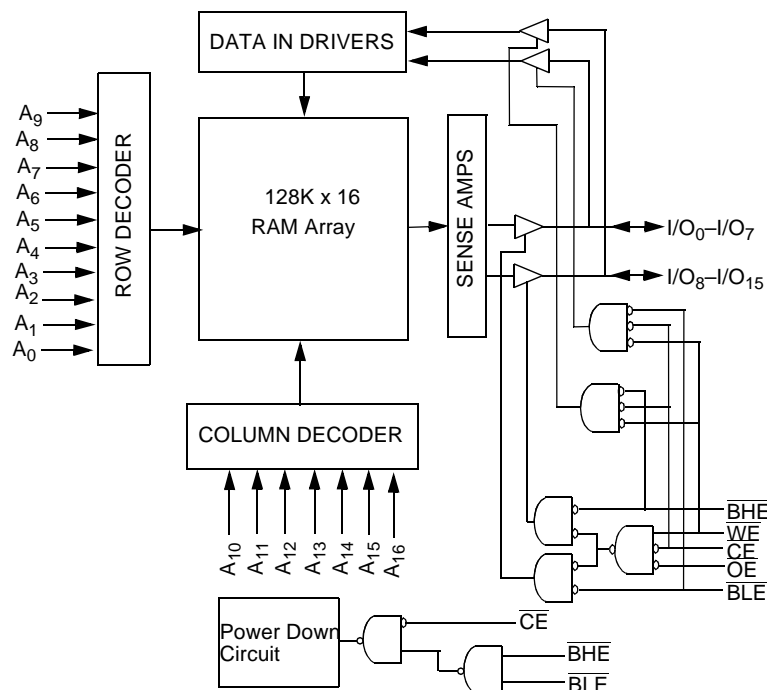 DATA IN DRIVERS
ROW DECODER
A9
A8
A7
A6
A5
A4
A3
A2
A1
A0
128K x 16
RAM Array
SENSE AMPS
I/O0–I/O7
I/O8–I/O15
COLUMN DECODER
A10
A11
A12
A13
A14
A15
A16
BHE
WE
CE
OE
BLE
Power Down
Circuit
CE
BHE
BLE